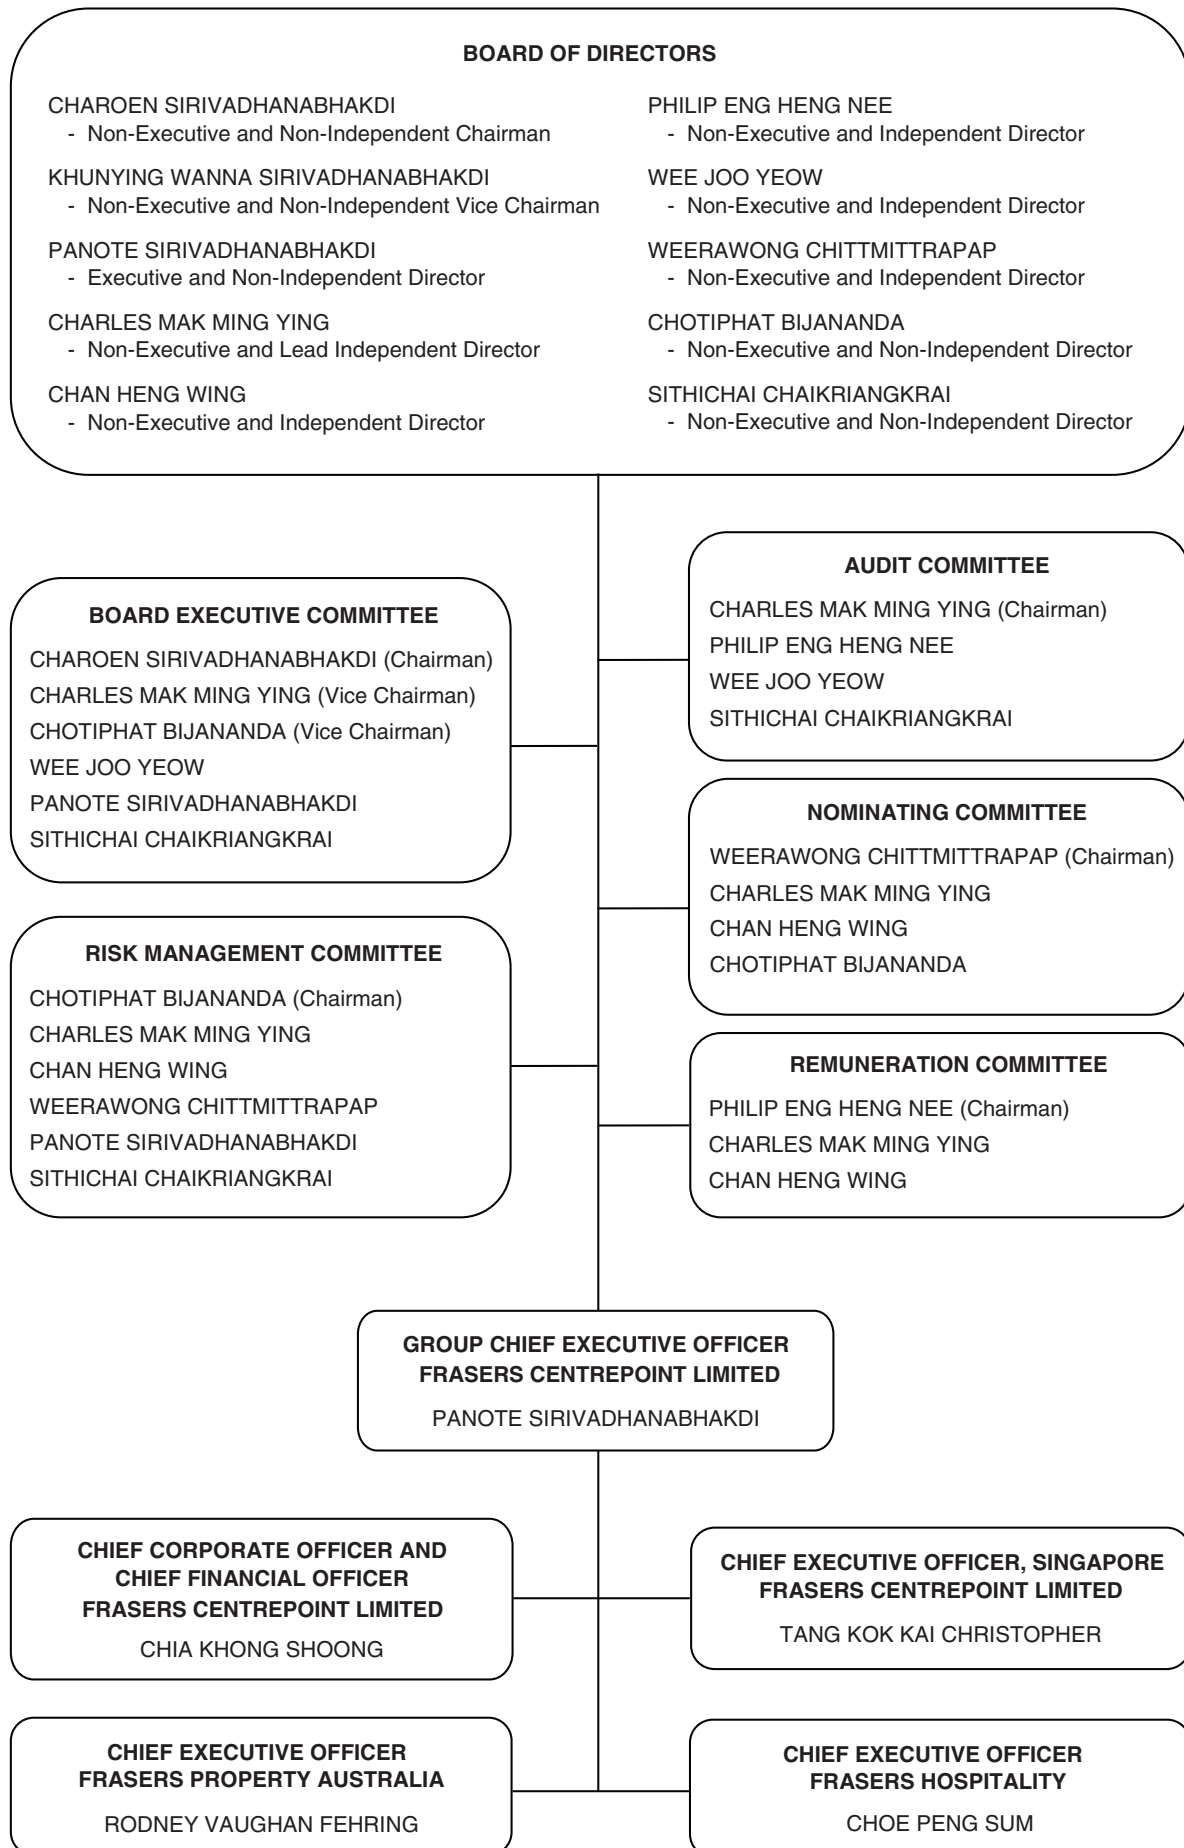 BOARD OF DIRECTORS
CHAROEN SIRIVADHANABHAKDI
- Non-Executive and Non-Independent Chairman
KHUNYING WANNA SIRIVADHANABHAKDI
- Non-Executive and Non-Independent Vice Chairman
PANOTE SIRIVADHANABHAKDI
- Executive and Non-Independent Director
CHARLES MAK MING YING
- Non-Executive and Lead Independent Director
CHAN HENG WING
- Non-Executive and Independent Director
PHILIP ENG HENG NEE
- Non-Executive and Independent Director
WEE JOO YEOW
- Non-Executive and Independent Director
WEERAWONG CHITTMITTRAPAP
- Non-Executive and Independent Director
CHOTIPHAT BIJANANDA
- Non-Executive and Non-Independent Director
SITHICHAI CHAIKRIANGKRAI
- Non-Executive and Non-Independent Director
BOARD EXECUTIVE COMMITTEE
CHAROEN SIRIVADHANABHAKDI (Chairman)
CHARLES MAK MING YING (Vice Chairman)
CHOTIPHAT BIJANANDA (Vice Chairman)
WEE JOO YEOW
PANOTE SIRIVADHANABHAKDI
SITHICHAI CHAIKRIANGKRAI
RISK MANAGEMENT COMMITTEE
CHOTIPHAT BIJANANDA (Chairman)
CHARLES MAK MING YING
CHAN HENG WING
WEERAWONG CHITTMITTRAPAP
PANOTE SIRIVADHANABHAKDI
SITHICHAI CHAIKRIANGKRAI
AUDIT COMMITTEE
CHARLES MAK MING YING (Chairman)
PHILIP ENG HENG NEE
WEE JOO YEOW
SITHICHAI CHAIKRIANGKRAI
NOMINATING COMMITTEE
WEERAWONG CHITTMITTRAPAP (Chairman)
CHARLES MAK MING YING
CHAN HENG WING
CHOTIPHAT BIJANANDA
REMUNERATION COMMITTEE
PHILIP ENG HENG NEE (Chairman)
CHARLES MAK MING YING
CHAN HENG WING
GROUP CHIEF EXECUTIVE OFFICER
FRASERS CENTREPOINT LIMITED
PANOTE SIRIVADHANABHAKDI
CHIEF CORPORATE OFFICER AND
CHIEF FINANCIAL OFFICER
FRASERS CENTREPOINT LIMITED
CHIA KHONG SHOONG
CHIEF EXECUTIVE OFFICER, SINGAPORE
FRASERS CENTREPOINT LIMITED
TANG KOK KAI CHRISTOPHER
CHIEF EXECUTIVE OFFICER
FRASERS PROPERTY AUSTRALIA
RODNEY VAUGHAN FEHRING
CHIEF EXECUTIVE OFFICER
FRASERS HOSPITALITY
CHOE PENG SUM